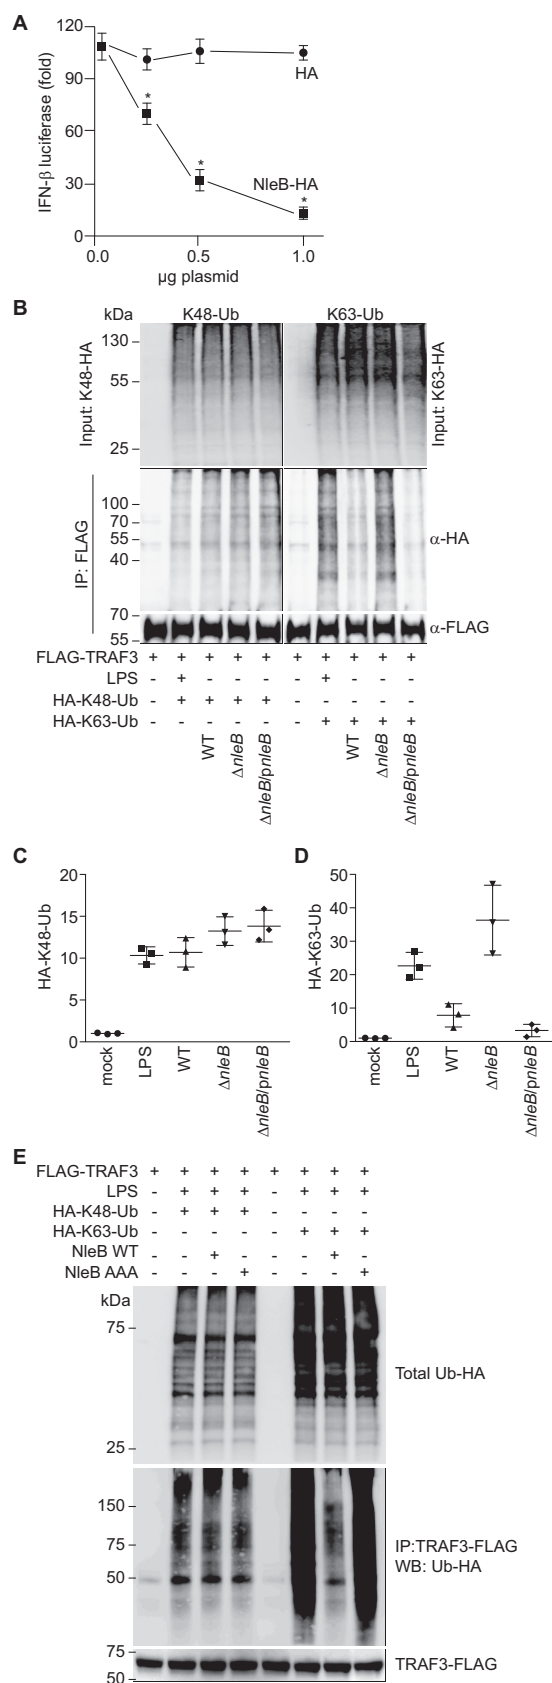 A
120
90
60
30
0
IFN-β luciferase (fold)
HA
*
*
NleB-HA
*
0.0 0.5 1.0
µg plasmid
B
kDa K48-Ub K63-Ub
130
55
25
Input: K48-HA
Input: K63-HA
100
70
55
40
IP: FLAG
α-HA
70
55
α-FLAG
FLAG-TRAF3 + + + + + + + + + +
LPS - + - - - - + - - -
HA-K48-Ub - + + + + - - - - -
HA-K63-Ub - - - - - - + + + +
WT ΔnleB ΔnleB/pnleB WT ΔnleB ΔnleB/pnleB
C
20
15
10
5
0
HA-K48-Ub
mock LPS WT ΔnleB ΔnleB/pnleB
D
50
40
30
20
10
0
HA-K63-Ub
mock LPS WT ΔnleB ΔnleB/pnleB
E
FLAG-TRAF3 + + + + + + + +
LPS - + + + - + + +
HA-K48-Ub - + + + - - - -
HA-K63-Ub - - - - - + + +
NleB WT - - + - - - + -
NleB AAA - - - + - - - +
kDa
75
25
Total Ub-HA
150
75
50
IP:TRAF3-FLAG
WB: Ub-HA
75
50
TRAF3-FLAG